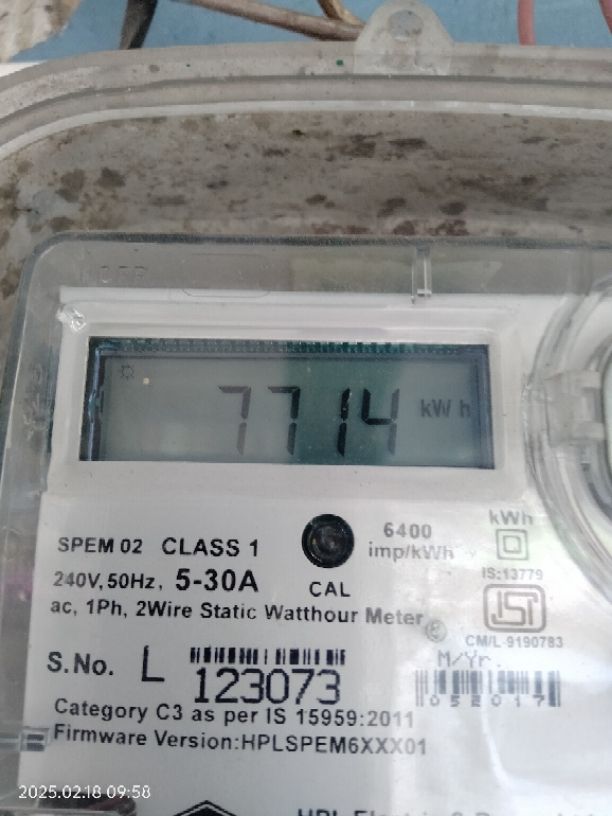 7714 kWh
SPEM 02 CLASS 1
240V, 50Hz, 5-30A
ac, 1Ph, 2Wire Static Watthour Meter
CAL
6400
imp/kWh
kWh
IS:13779
ISI
CM/L-9190783
M/Yr.
052017
S.No. L 123073
Category C3 as per IS 15959:2011
Firmware Version:HPLSPEM6XXX01
2025.02.18 09:58